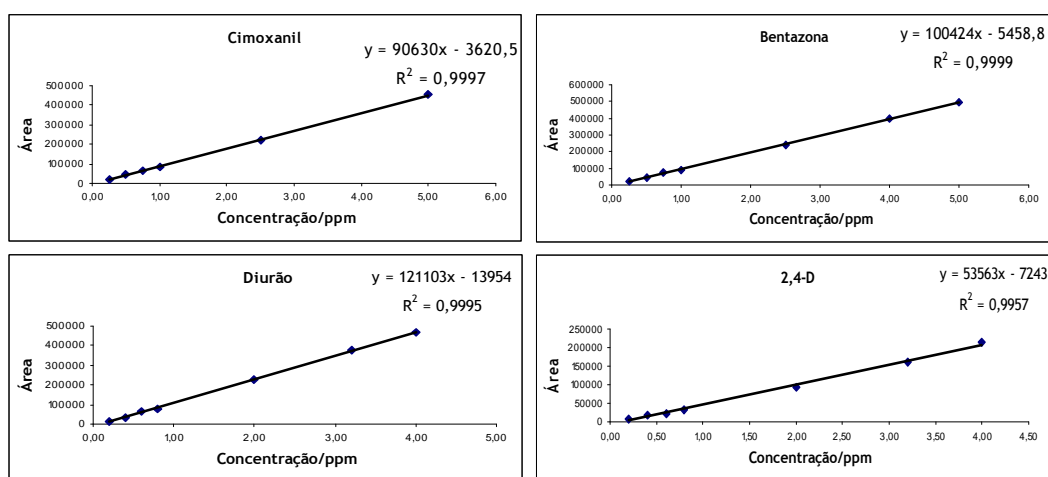 Cimoxanil
y = 90630x - 3620,5
R² = 0,9997
Área
500000
400000
300000
200000
100000
0
0,00 1,00 2,00 3,00 4,00 5,00 6,00
Concentração/ppm
Bentazona
y = 100424x - 5458,8
R² = 0,9999
Área
600000
500000
400000
300000
200000
100000
0
0,00 1,00 2,00 3,00 4,00 5,00 6,00
Concentração/ppm
Diurão
y = 121103x - 13954
R² = 0,9995
Área
500000
400000
300000
200000
100000
0
0,00 1,00 2,00 3,00 4,00 5,00
Concentração/ppm
2,4-D
y = 53563x - 7243
R² = 0,9957
Área
250000
200000
150000
100000
50000
0
0,00 0,50 1,00 1,50 2,00 2,50 3,00 3,50 4,00 4,50
Concentração/ppm